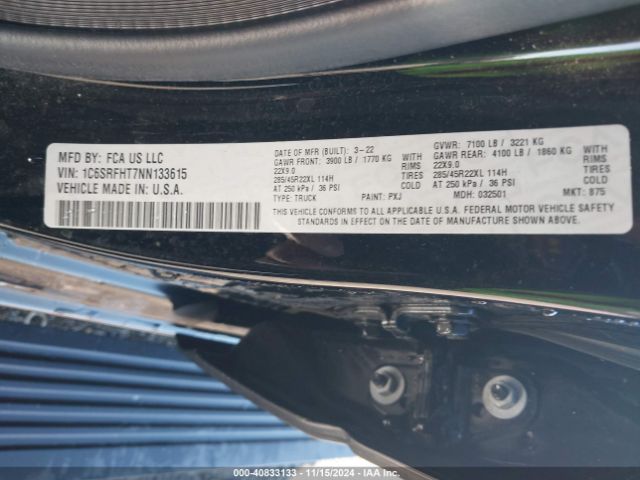 MFD BY: FCA US LLC
VIN: 1C6SRFHT7NN133615
VEHICLE MADE IN U.S.A.
DATE OF MFR (BUILT): 3-22
GAWR FRONT: 3900 LB / 1770 KG
22X9.0
285/45R22XL 114H
AT 250 kPa / 36 PSI
TYPE: TRUCK
WITH
RIMS
TIRES
COLD
PAINT: PXJ
GVWR: 7100 LB / 3221 KG
GAWR REAR: 4100 LB / 1860 KG
22X9.0
285/45R22XL 114H
AT 250 kPa / 36 PSI
MDH: 032501
WITH
RIMS
TIRES
COLD
MKT: 875
THIS VEHICLE CONFORMS TO ALL APPLICABLE U.S.A. FEDERAL MOTOR VEHICLE SAFETY
STANDARDS IN EFFECT ON THE DATE OF MANUFACTURE SHOWN ABOVE.
000-40833133 - 11/15/2024 - IAA Inc.